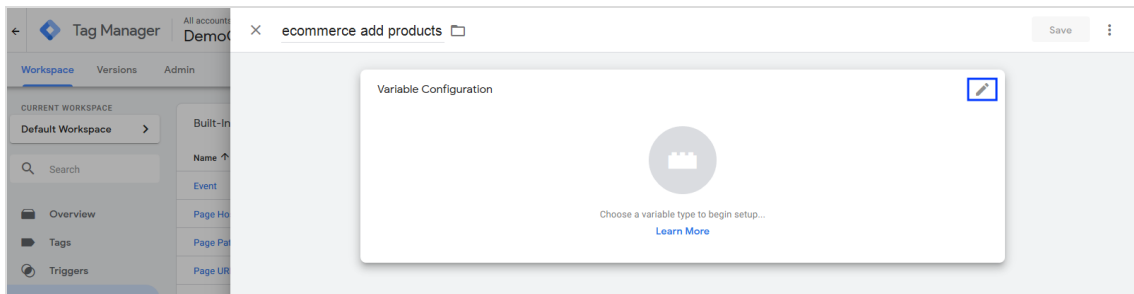 All accounts
Tag Manager
Demo
ecommerce add products
Save
Workspace Versions Admin
Variable Configuration
CURRENT WORKSPACE
Default Workspace
Built-In
Name
Search
Event
Choose a variable type to begin setup...
Overview
Page Ho
Learn More
Tags
Page Pat
Triggers
Page UR